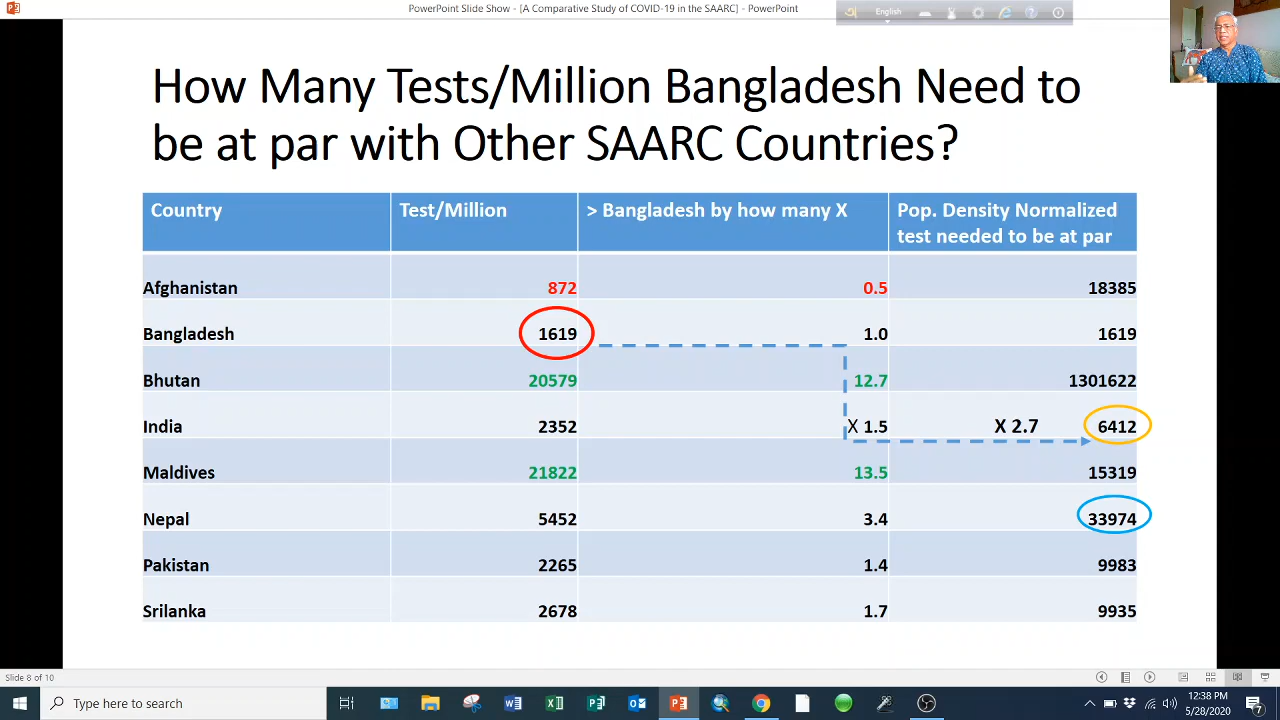 PowerPoint Slide Show - [A Comparative Study of COVID-19 in the SAARC] - PowerPoint
English
How Many Tests/Million Bangladesh Need to
be at par with Other SAARC Countries?
Country Test/Million > Bangladesh by how many X Pop. Density Normalized
test needed to be at par
Afghanistan 872 0.5 18385
Bangladesh 1619 1.0 1619
Bhutan 20579 12.7 1301622
India 2352 X 1.5 X 2.7 6412
Maldives 21822 13.5 15319
Nepal 5452 3.4 33974
Pakistan 2265 1.4 9983
Srilanka 2678 1.7 9935
Slide 8 of 10
Type here to search
12:38 PM
5/28/2020